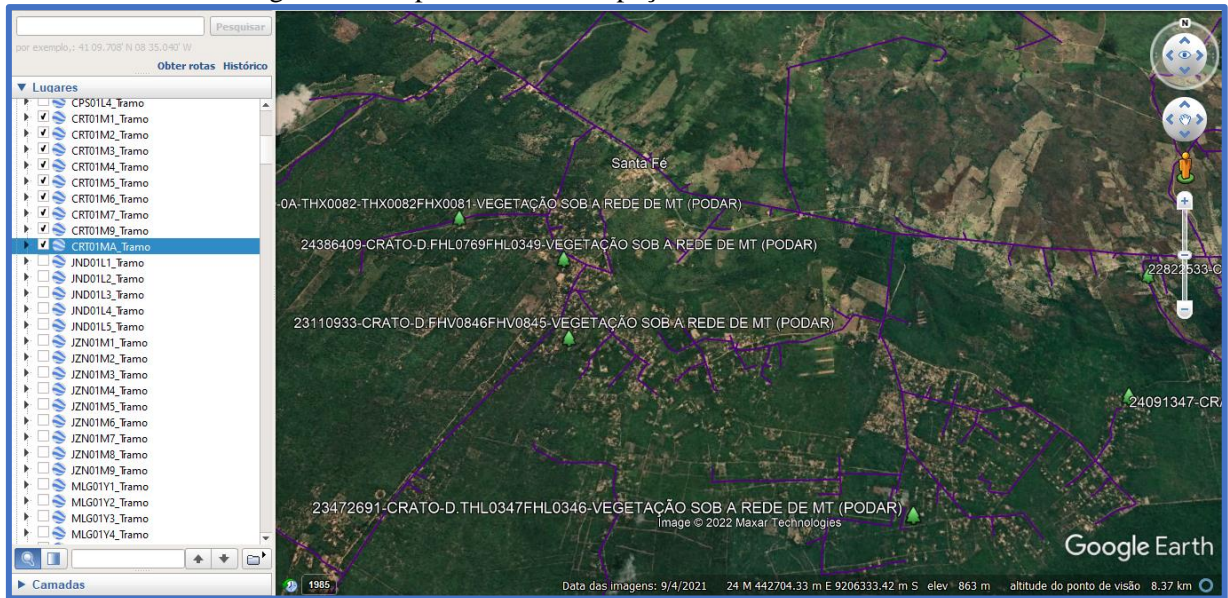 Pesquisar
por exemplo,: 41 09.708' N 08 35.040' W
Obter rotas Histórico
Lugares
CPS01L4_Tramo
CRT01M1_Tramo
CRT01M2_Tramo
CRT01M3_Tramo
CRT01M4_Tramo
CRT01M5_Tramo
CRT01M6_Tramo
CRT01M7_Tramo
CRT01M9_Tramo
CRT01MA_Tramo
JND01L1_Tramo
JND01L2_Tramo
JND01L3_Tramo
JND01L4_Tramo
JND01L5_Tramo
JZN01M1_Tramo
JZN01M2_Tramo
JZN01M3_Tramo
JZN01M4_Tramo
JZN01M5_Tramo
JZN01M6_Tramo
JZN01M7_Tramo
JZN01M8_Tramo
JZN01M9_Tramo
MLG01Y1_Tramo
MLG01Y2_Tramo
MLG01Y3_Tramo
MLG01Y4_Tramo
Camadas
N
Santa Fé
-0A-THX0082-THX0082FHX0081-VEGETAÇÃO SOB A REDE DE MT (PODAR)
24386409-CRATO-D.FHL0769FHL0349-VEGETAÇÃO SOB A REDE DE MT (PODAR)
22822533-C
23110933-CRATO-D.FHV0846FHV0845-VEGETAÇÃO SOB A REDE DE MT (PODAR)
24091347-CRA
23472691-CRATO-D.THL0347FHL0346-VEGETAÇÃO SOB A REDE DE MT (PODAR)
Image © 2022 Maxar Technologies
Google Earth
1985
Data das imagens: 9/4/2021 24 M 442704.33 m E 9206333.42 m S elev 863 m altitude do ponto de visão 8.37 km